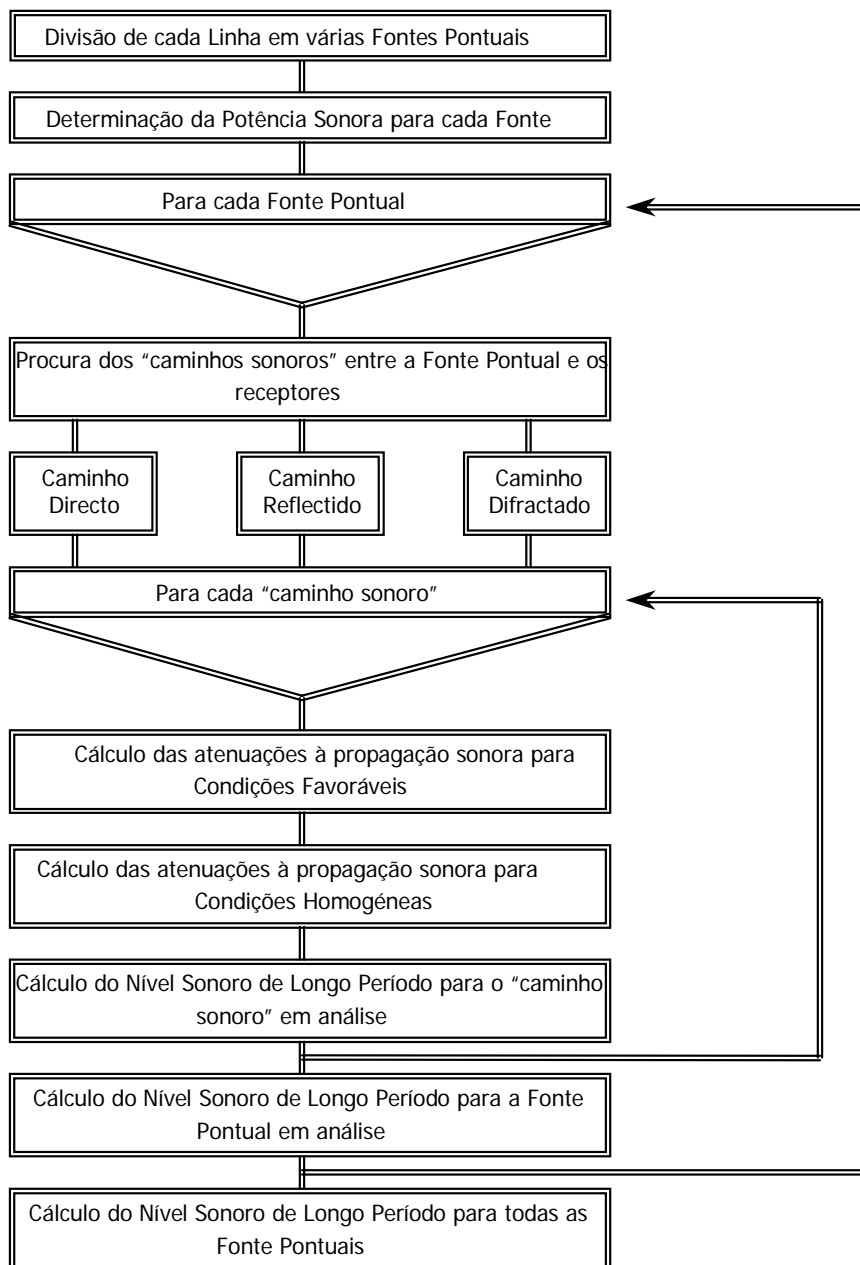 Divisão de cada Linha em várias Fontes Pontuais
Determinação da Potência Sonora para cada Fonte
Para cada Fonte Pontual
Procura dos “caminhos sonoros” entre a Fonte Pontual e os
receptores
Caminho
Directo
Caminho
Reflectido
Caminho
Difractado
Para cada “caminho sonoro”
Cálculo das atenuações à propagação sonora para
Condições Favoráveis
Cálculo das atenuações à propagação sonora para
Condições Homogéneas
Cálculo do Nível Sonoro de Longo Período para o “caminho
sonoro” em análise
Cálculo do Nível Sonoro de Longo Período para a Fonte
Pontual em análise
Cálculo do Nível Sonoro de Longo Período para todas as
Fonte Pontuais